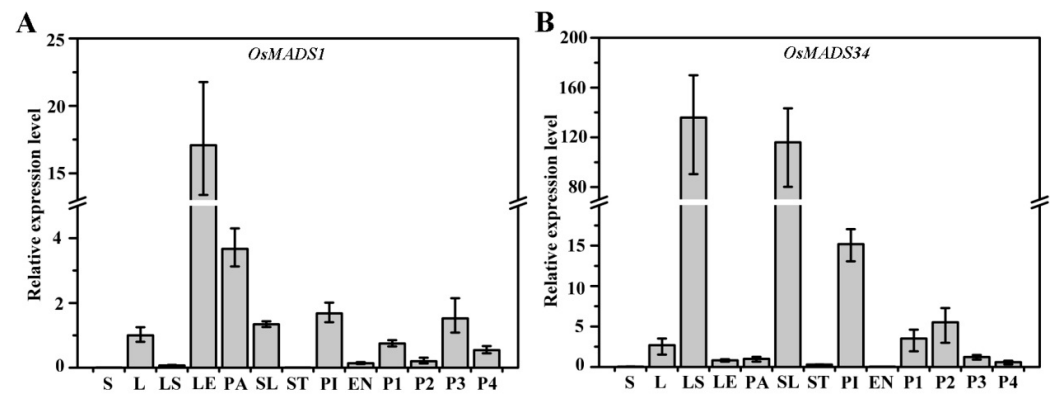 A
OsMADS1
Relative expression level
25
20
15
4
2
0
S L LS LE PA SL ST PI EN P1 P2 P3 P4
B
OsMADS34
Relative expression level
200
160
120
80
15
10
5
0
S L LS LE PA SL ST PI EN P1 P2 P3 P4